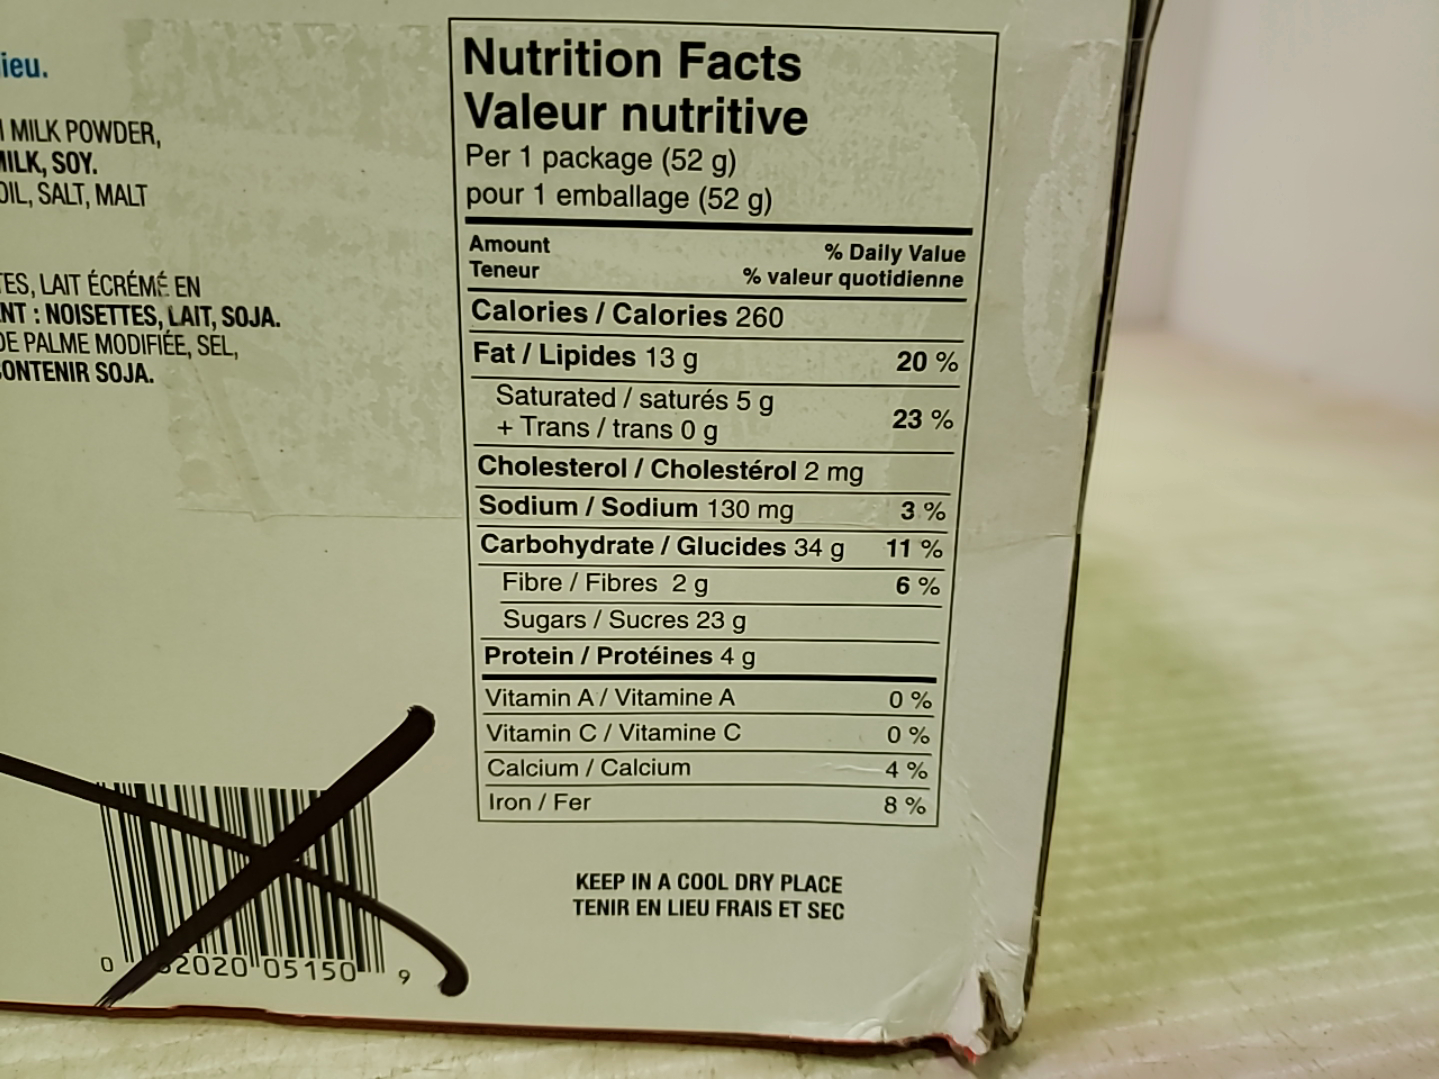 ieu.
MILK POWDER,
MILK, SOY.
OIL, SALT, MALT
TES, LAIT ÉCRÉMÉ EN
ENT : NOISETTES, LAIT, SOJA.
DE PALME MODIFIÉE, SEL,
CONTENIR SOJA.
Nutrition Facts
Valeur nutritive
Per 1 package (52 g)
pour 1 emballage (52 g)
Amount % Daily Value
Teneur % valeur quotidienne
Calories / Calories 260
Fat / Lipides 13 g 20 %
Saturated / saturés 5 g
+ Trans / trans 0 g 23 %
Cholesterol / Cholestérol 2 mg
Sodium / Sodium 130 mg 3 %
Carbohydrate / Glucides 34 g 11 %
Fibre / Fibres 2 g 6 %
Sugars / Sucres 23 g
Protein / Protéines 4 g
Vitamin A / Vitamine A 0 %
Vitamin C / Vitamine C 0 %
Calcium / Calcium 4 %
Iron / Fer 8 %
KEEP IN A COOL DRY PLACE
TENIR EN LIEU FRAIS ET SEC
0 62020 05150 9